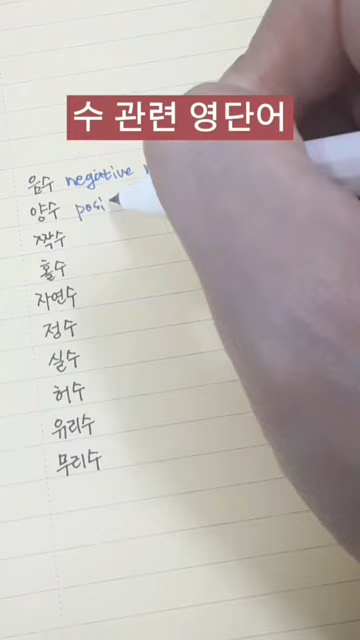 수 관련 영단어
음수 negative
양수 posi
짝수
홀수
자연수
정수
실수
허수
유리수
무리수